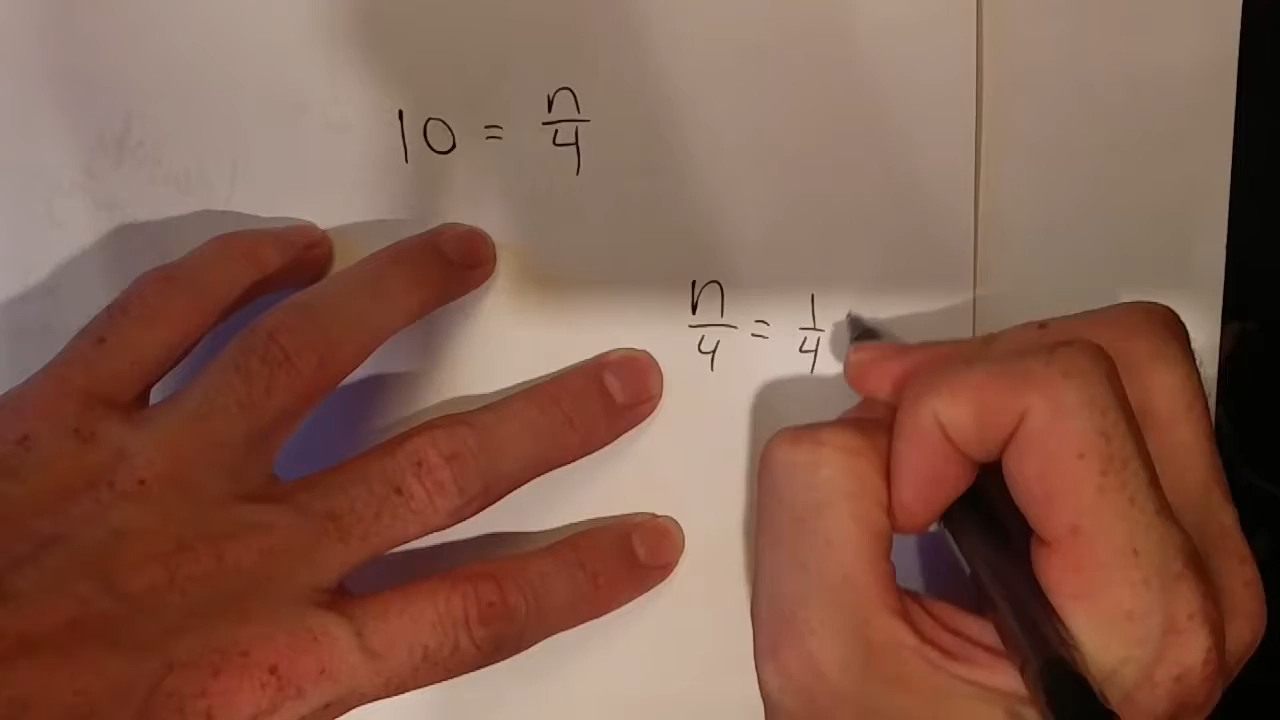 10 = n/4
n/4 = 1/4